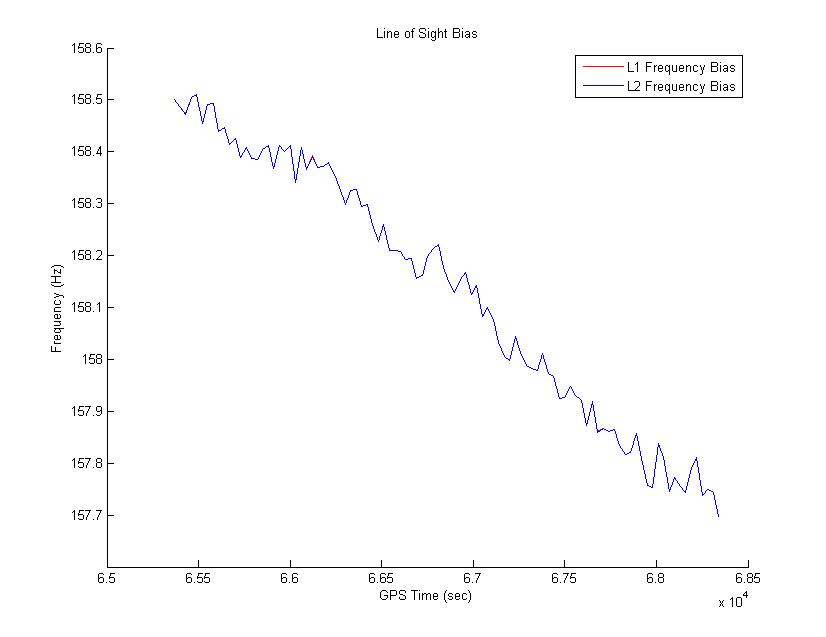 Line of Sight Bias
L1 Frequency Bias
L2 Frequency Bias
158.6
158.5
158.4
158.3
158.2
158.1
158
157.9
157.8
157.7
Frequency (Hz)
6.5 6.55 6.6 6.65 6.7 6.75 6.8 6.85
GPS Time (sec)
x 10^4